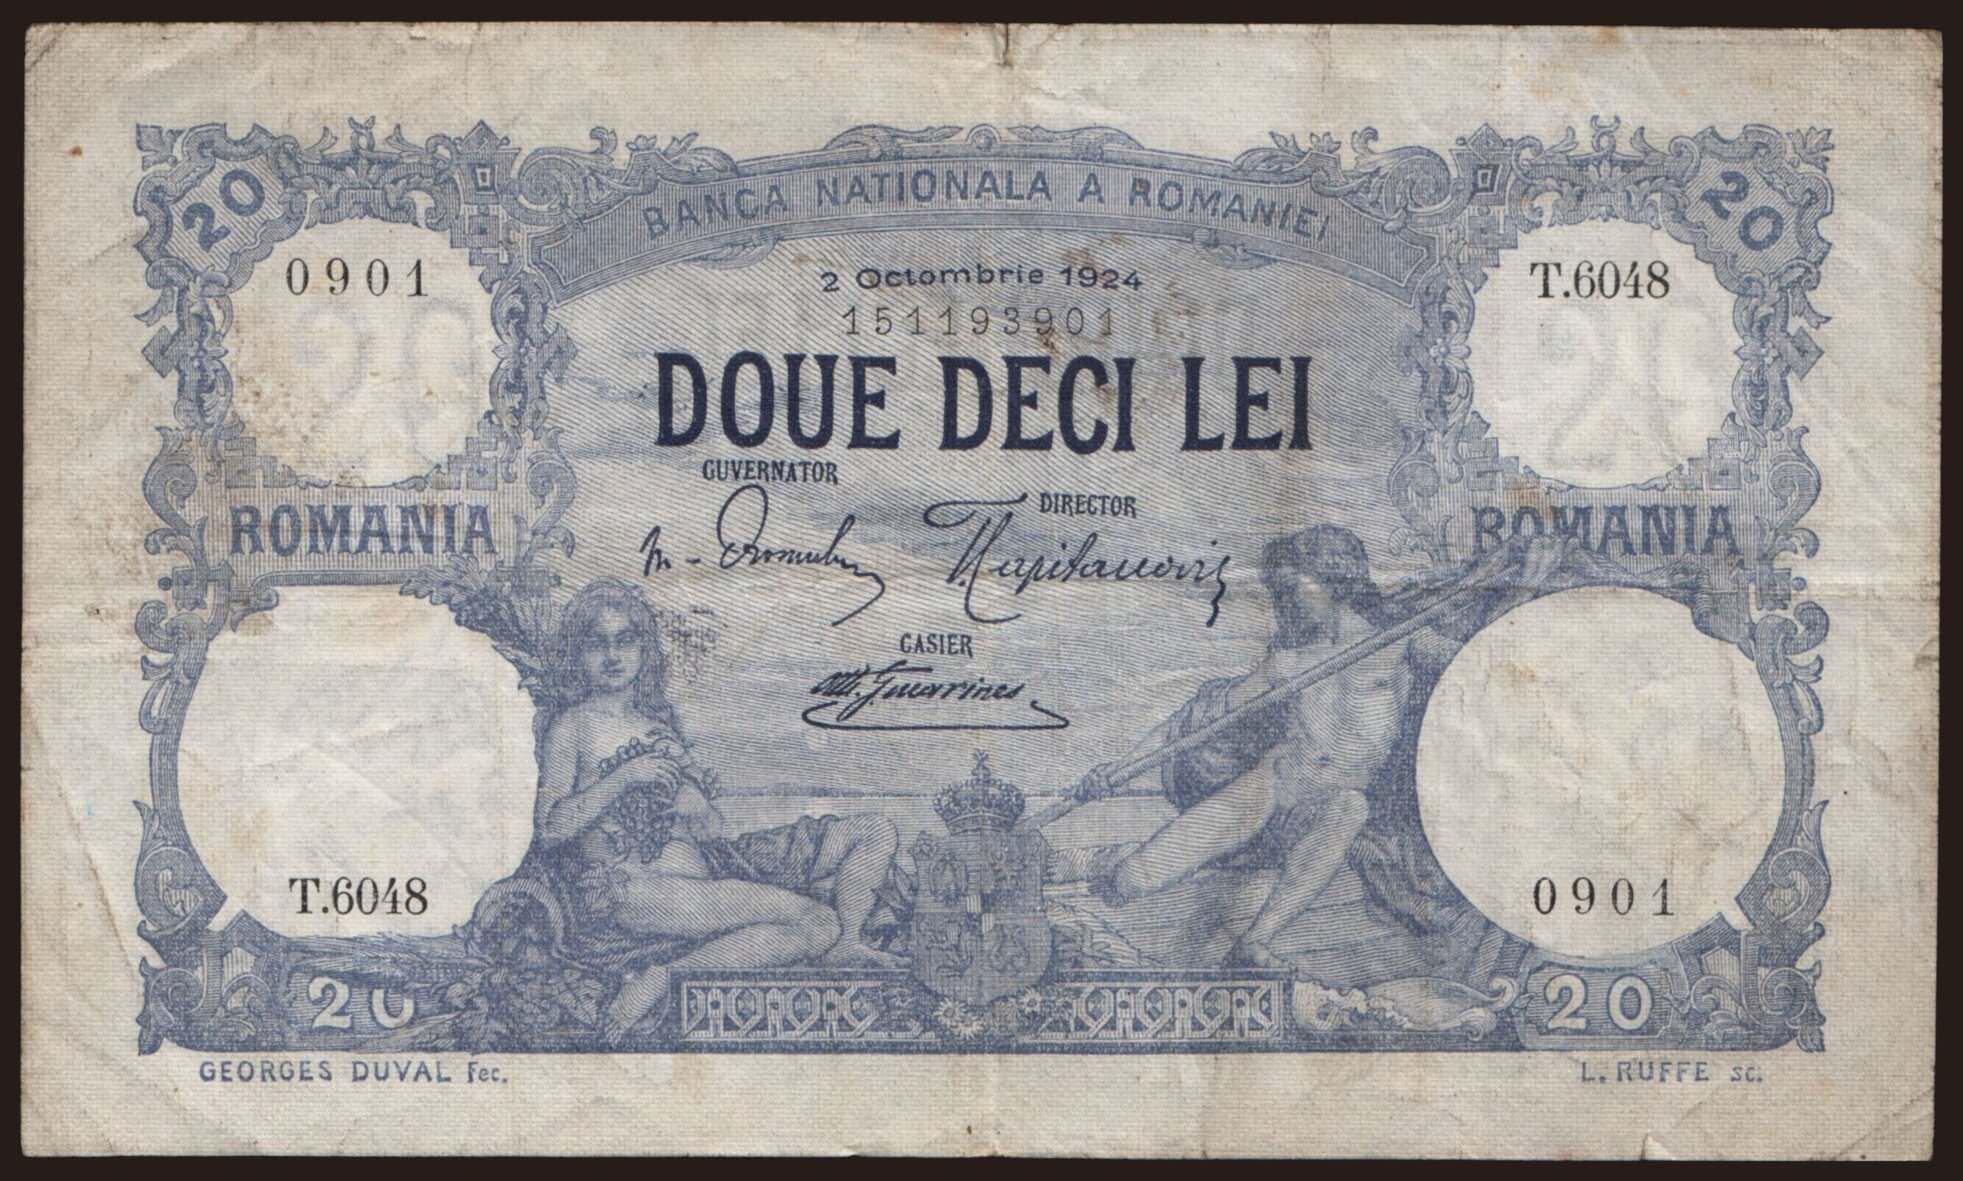 20
20
BANCA NATIONALA A ROMANIEI
0901
2 Octombrie 1924
T.6048
151193901
DOUE DECI LEI
GUVERNATOR
DIRECTOR
ROMANIA
ROMANIA
CASIER
T.6048
0901
20
20
GEORGES DUVAL Fec.
L. RUFFE SC.